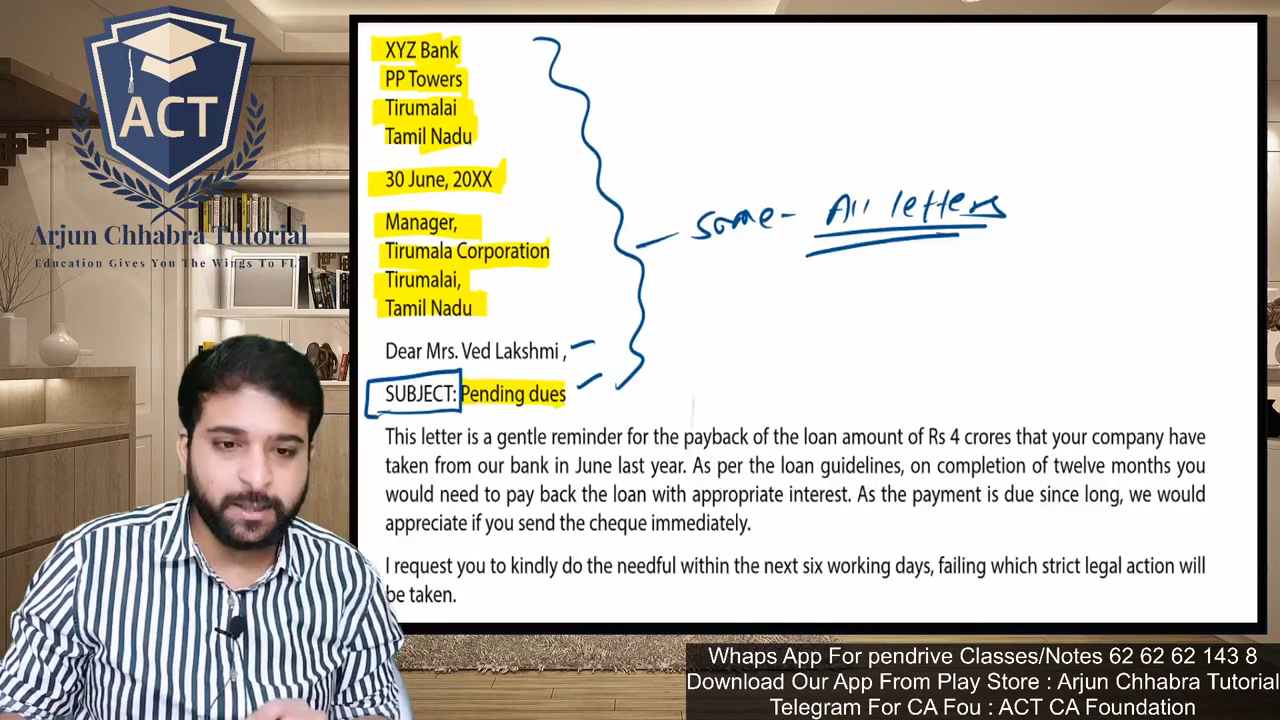 ACT
Arjun Chhabra Tutorial
Education Gives You The Wings To FL
XYZ Bank
PP Towers
Tirumalai
Tamil Nadu
30 June, 20XX
Manager,
Tirumala Corporation
Tirumalai,
Tamil Nadu
Dear Mrs. Ved Lakshmi ,
SUBJECT: Pending dues
Some - All letters
This letter is a gentle reminder for the payback of the loan amount of Rs 4 crores that your company have
taken from our bank in June last year. As per the loan guidelines, on completion of twelve months you
would need to pay back the loan with appropriate interest. As the payment is due since long, we would
appreciate if you send the cheque immediately.
I request you to kindly do the needful within the next six working days, failing which strict legal action will
be taken.
Whaps App For pendrive Classes/Notes 62 62 62 143 8
Download Our App From Play Store : Arjun Chhabra Tutorial
Telegram For CA Fou : ACT CA Foundation